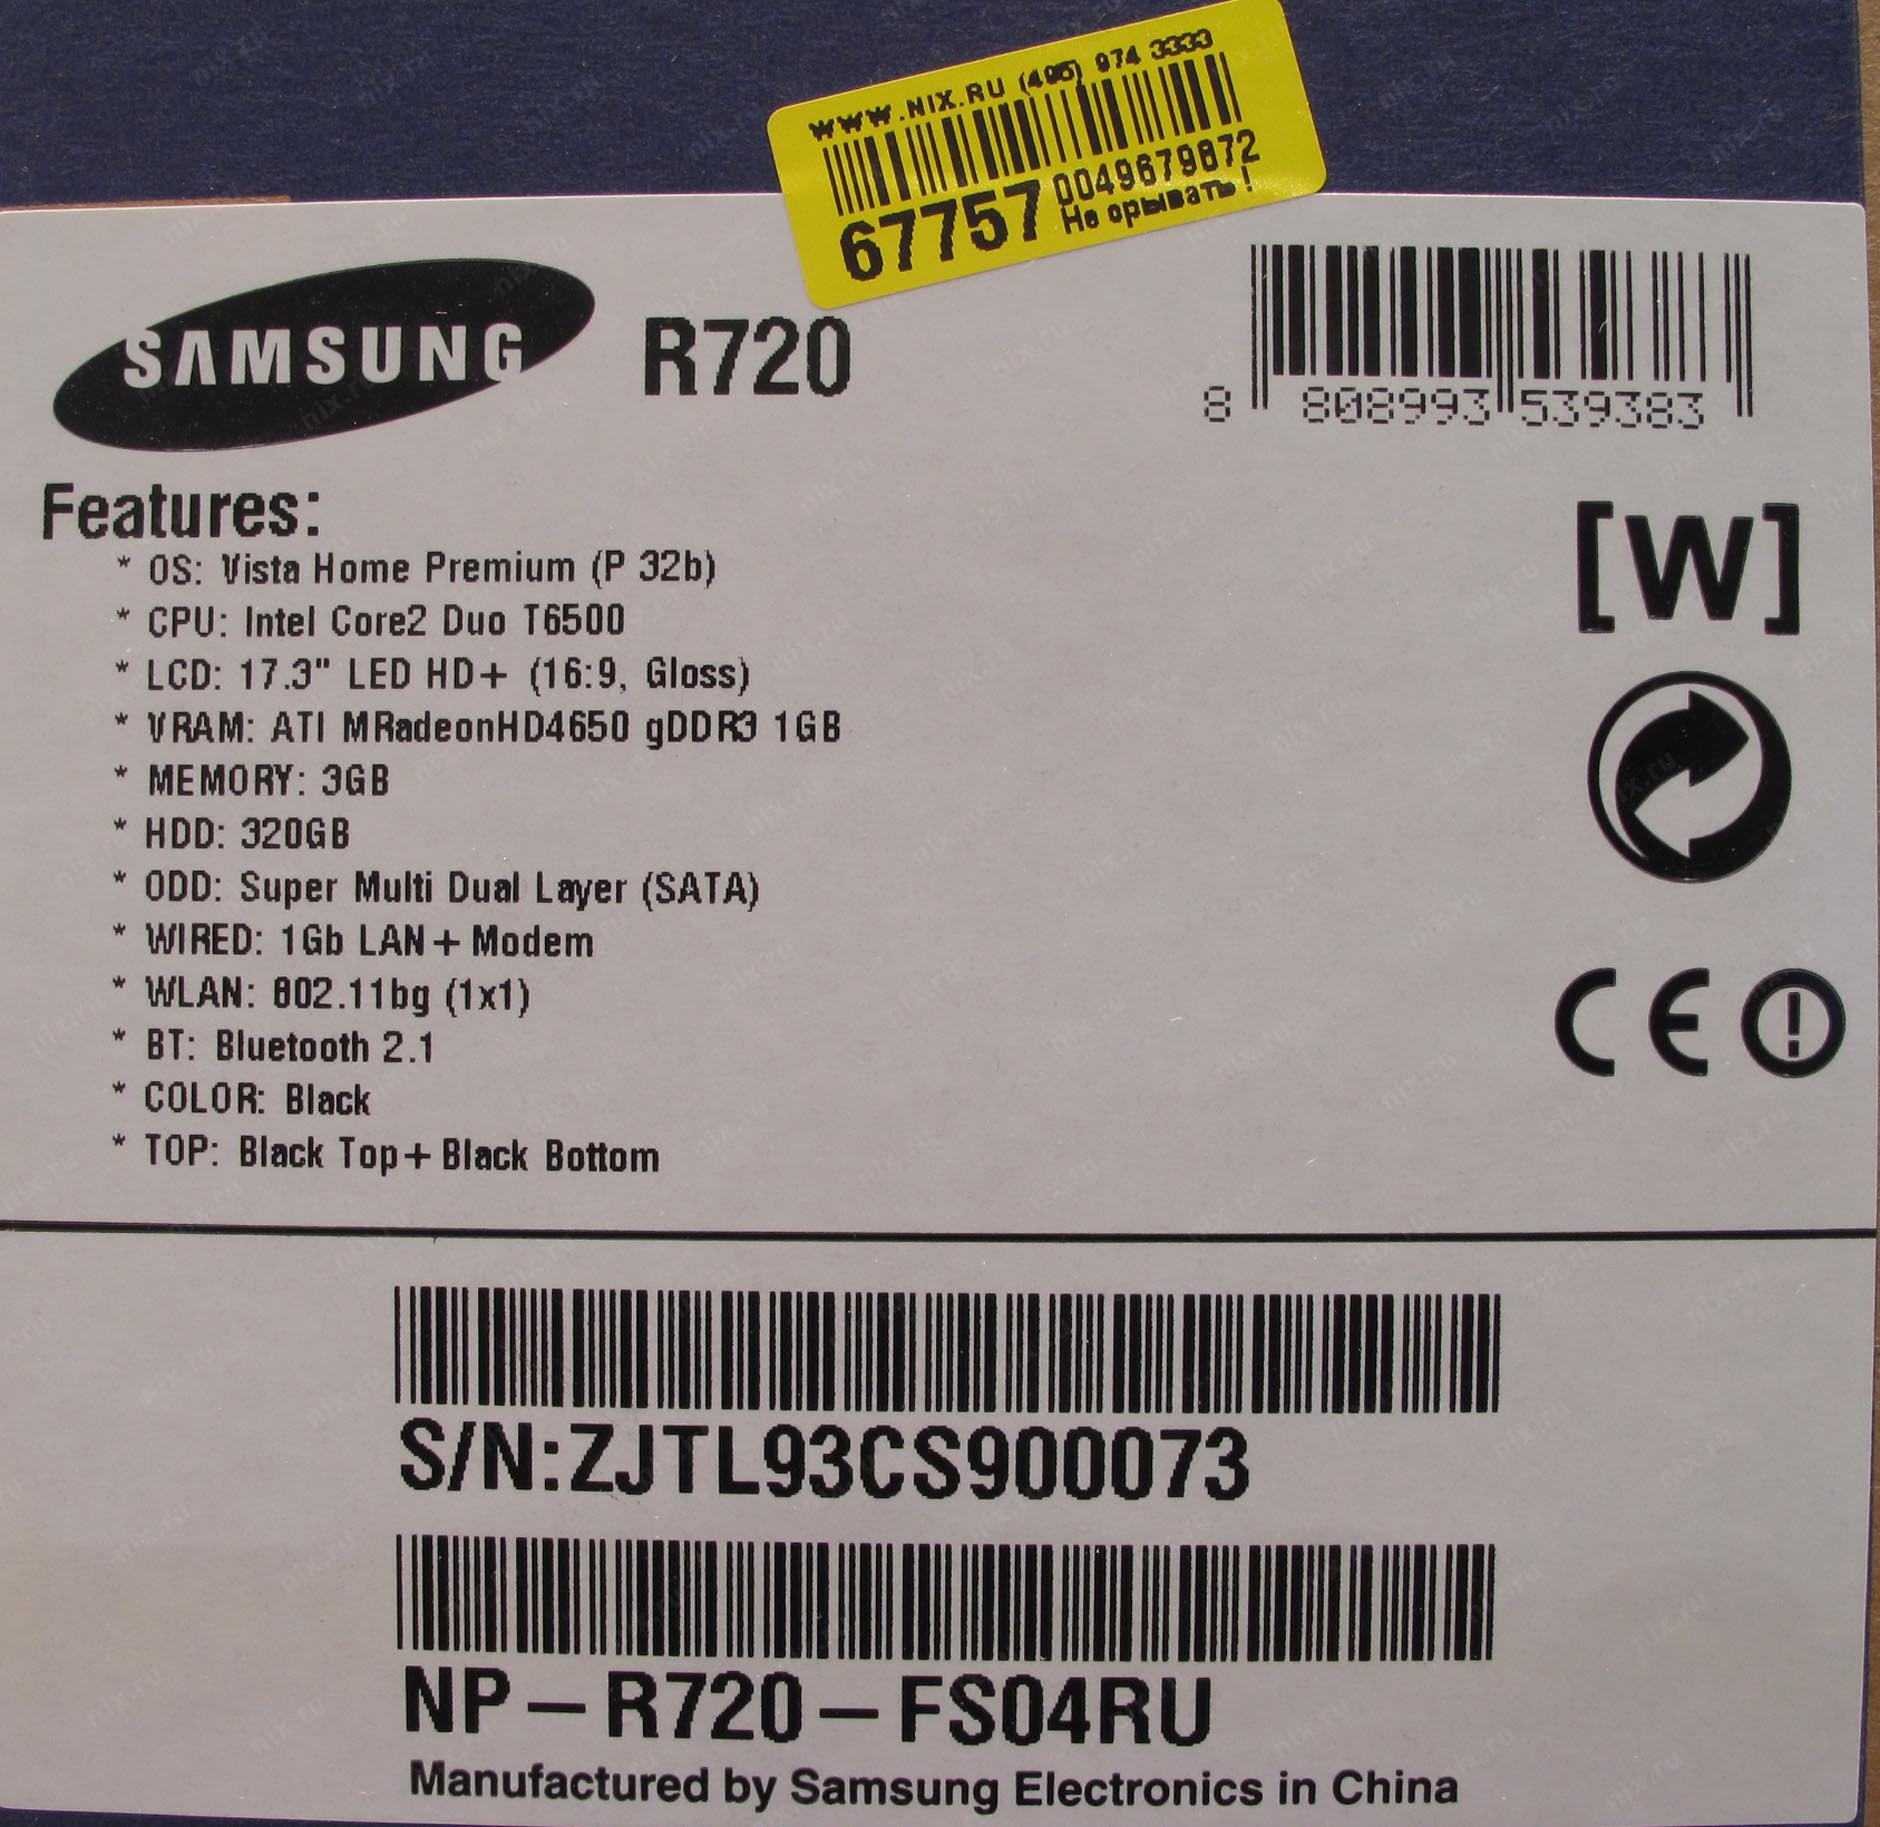 WWW.NIX.RU (495) 974 3333
67757 0049679872
Не орывать!
SAMSUNG R720
8 808993 539383
Features:
* OS: Vista Home Premium (P 32b)
* CPU: Intel Core2 Duo T6500
* LCD: 17.3" LED HD+ (16:9, Gloss)
* VRAM: ATI MRadeonHD4650 gDDR3 1GB
* MEMORY: 3GB
* HDD: 320GB
* ODD: Super Multi Dual Layer (SATA)
* WIRED: 1Gb LAN+Modem
* WLAN: 802.11bg (1x1)
* BT: Bluetooth 2.1
* COLOR: Black
* TOP: Black Top+Black Bottom
[W]
CE
S/N:ZJTL93CS900073
NP-R720-FS04RU
Manufactured by Samsung Electronics in China